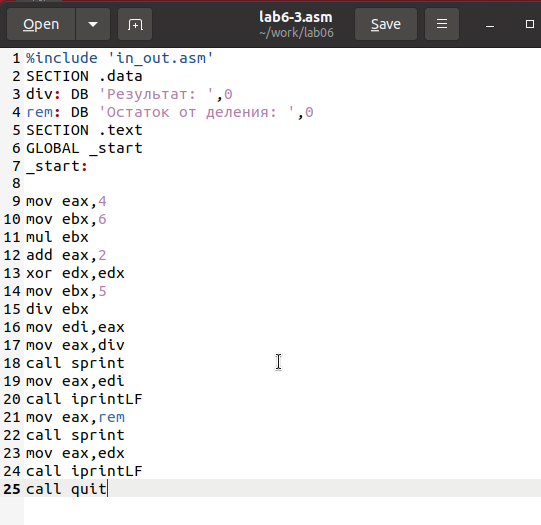 Open
lab6-3.asm
~/work/lab06
Save
1 %include 'in_out.asm'
2 SECTION .data
3 div: DB 'Результат: ',0
4 rem: DB 'Остаток от деления: ',0
5 SECTION .text
6 GLOBAL _start
7 _start:
8
9 mov eax,4
10 mov ebx,6
11 mul ebx
12 add eax,2
13 xor edx,edx
14 mov ebx,5
15 div ebx
16 mov edi,eax
17 mov eax,div
18 call sprint
19 mov eax,edi
20 call iprintLF
21 mov eax,rem
22 call sprint
23 mov eax,edx
24 call iprintLF
25 call quit